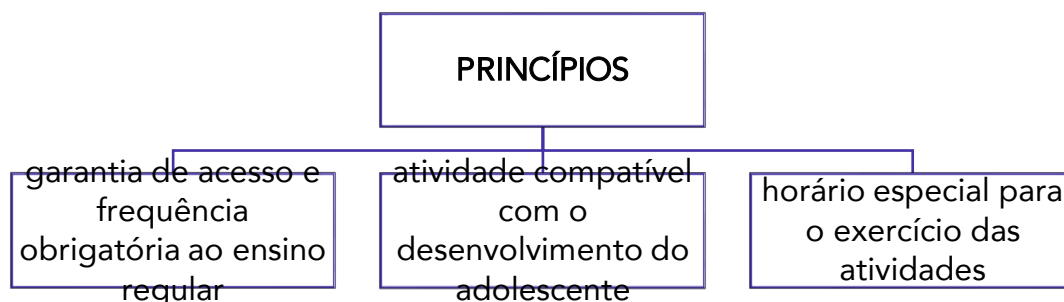 PRINCÍPIOS
garantia de acesso e
frequência
obrigatória ao ensino
regular
atividade compatível
com o
desenvolvimento do
adolescente
horário especial para
o exercício das
atividades